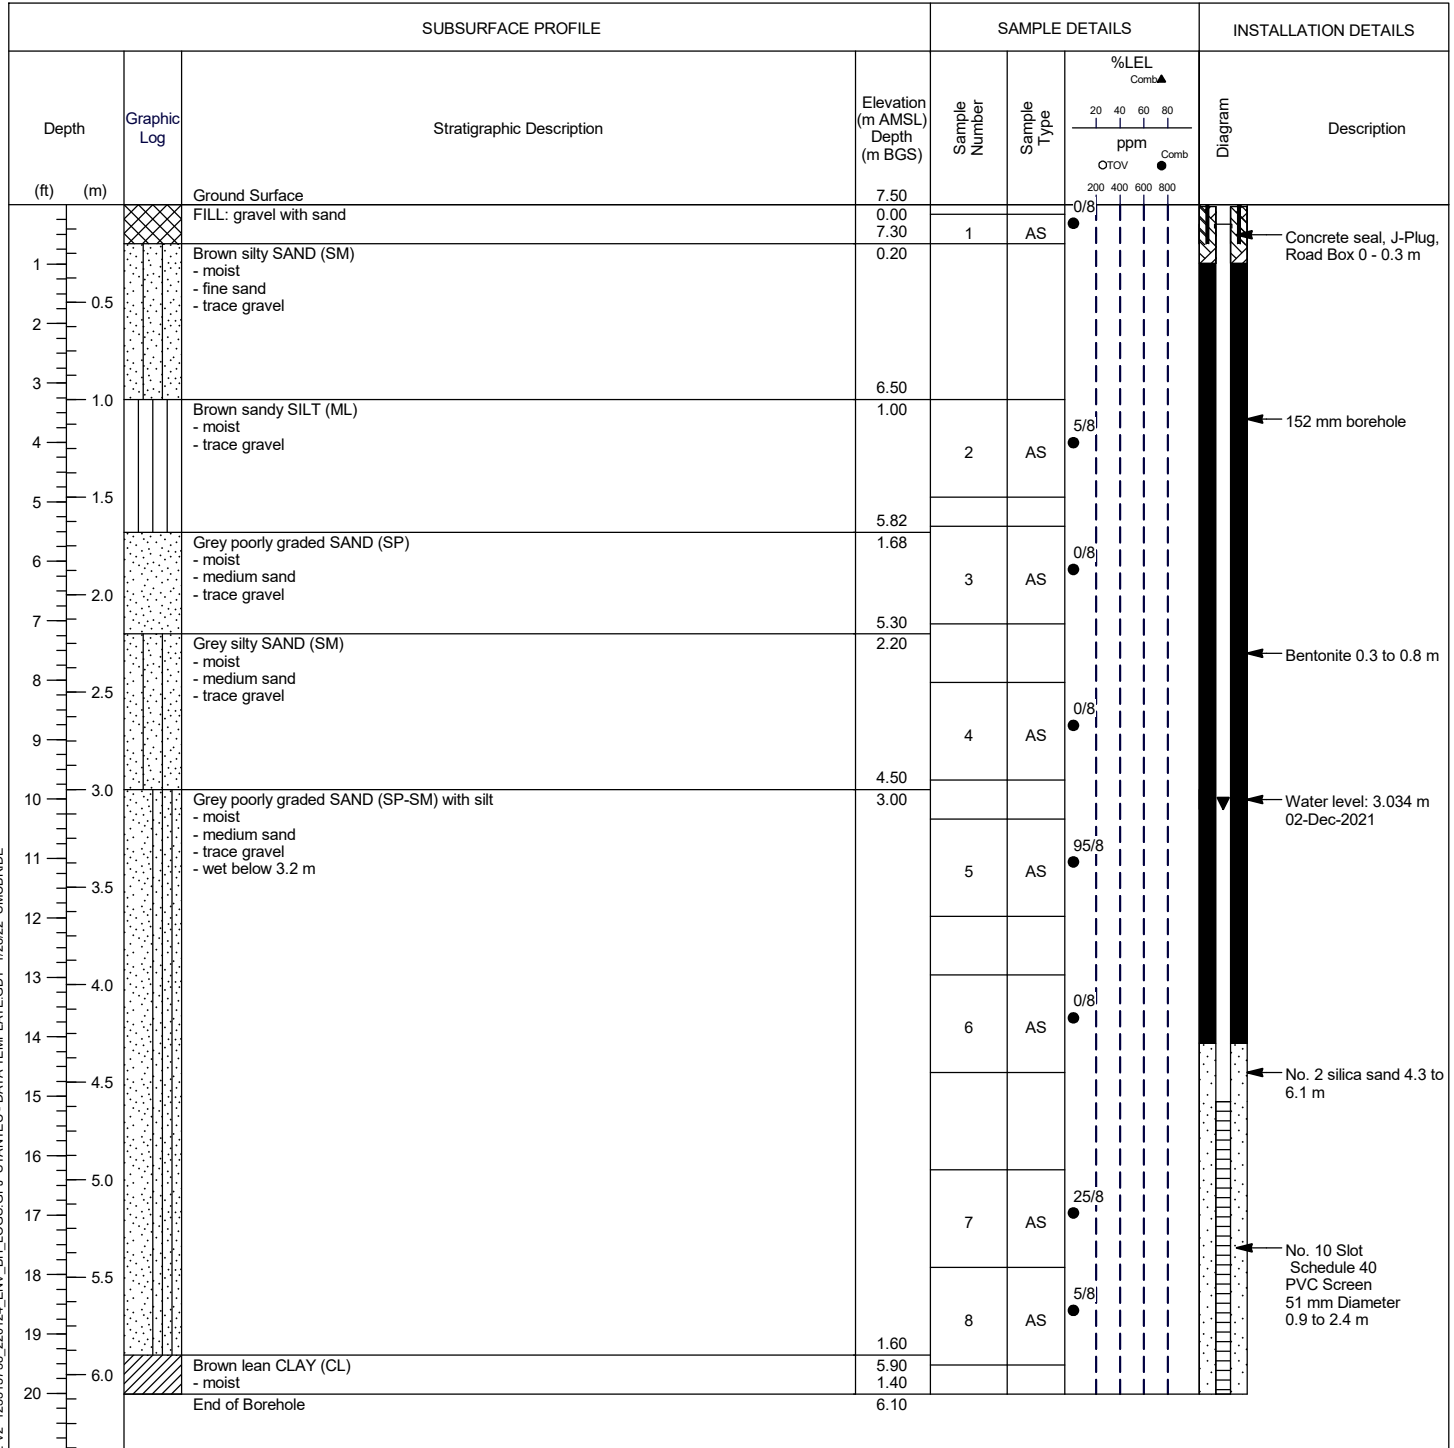 SUBSURFACE PROFILE
SAMPLE DETAILS
INSTALLATION DETAILS
Depth
(ft)
(m)
Graphic
Log
Stratigraphic Description
Elevation
(m AMSL)
Depth
(m BGS)
Sample
Number
Sample
Type
%LEL
Comb
20 40 60 80
ppm
OTOV
Comb
200 400 600 800
Diagram
Description
Ground Surface 7.50
FILL: gravel with sand 0.00
7.30
1 AS 0/8
Concrete seal, J-Plug,
Road Box 0 - 0.3 m
Brown silty SAND (SM) 0.20
- moist
- fine sand
- trace gravel
1
0.5
2
3
6.50
1.0
Brown sandy SILT (ML) 1.00
- moist
- trace gravel
5/8
152 mm borehole
4
2 AS
5
1.5
5.82
Grey poorly graded SAND (SP) 1.68
- moist
- medium sand
- trace gravel
0/8
6
3 AS
2.0
7
5.30
Grey silty SAND (SM) 2.20
- moist
- medium sand
- trace gravel
Bentonite 0.3 to 0.8 m
8
2.5
0/8
9
4 AS
4.50
3.0
Grey poorly graded SAND (SP-SM) with silt 3.00
- moist
- medium sand
- trace gravel
- wet below 3.2 m
10
Water level: 3.034 m
02-Dec-2021
95/8
11
5 AS
3.5
12
13
4.0
0/8
6 AS
14
No. 2 silica sand 4.3 to
6.1 m
4.5
15
16
5.0
25/8
17
7 AS
No. 10 Slot
Schedule 40
PVC Screen
51 mm Diameter
0.9 to 2.4 m
18
5.5
5/8
8 AS
19
1.60
Brown lean CLAY (CL) 5.90
- moist 1.40
6.0
20
End of Borehole 6.10